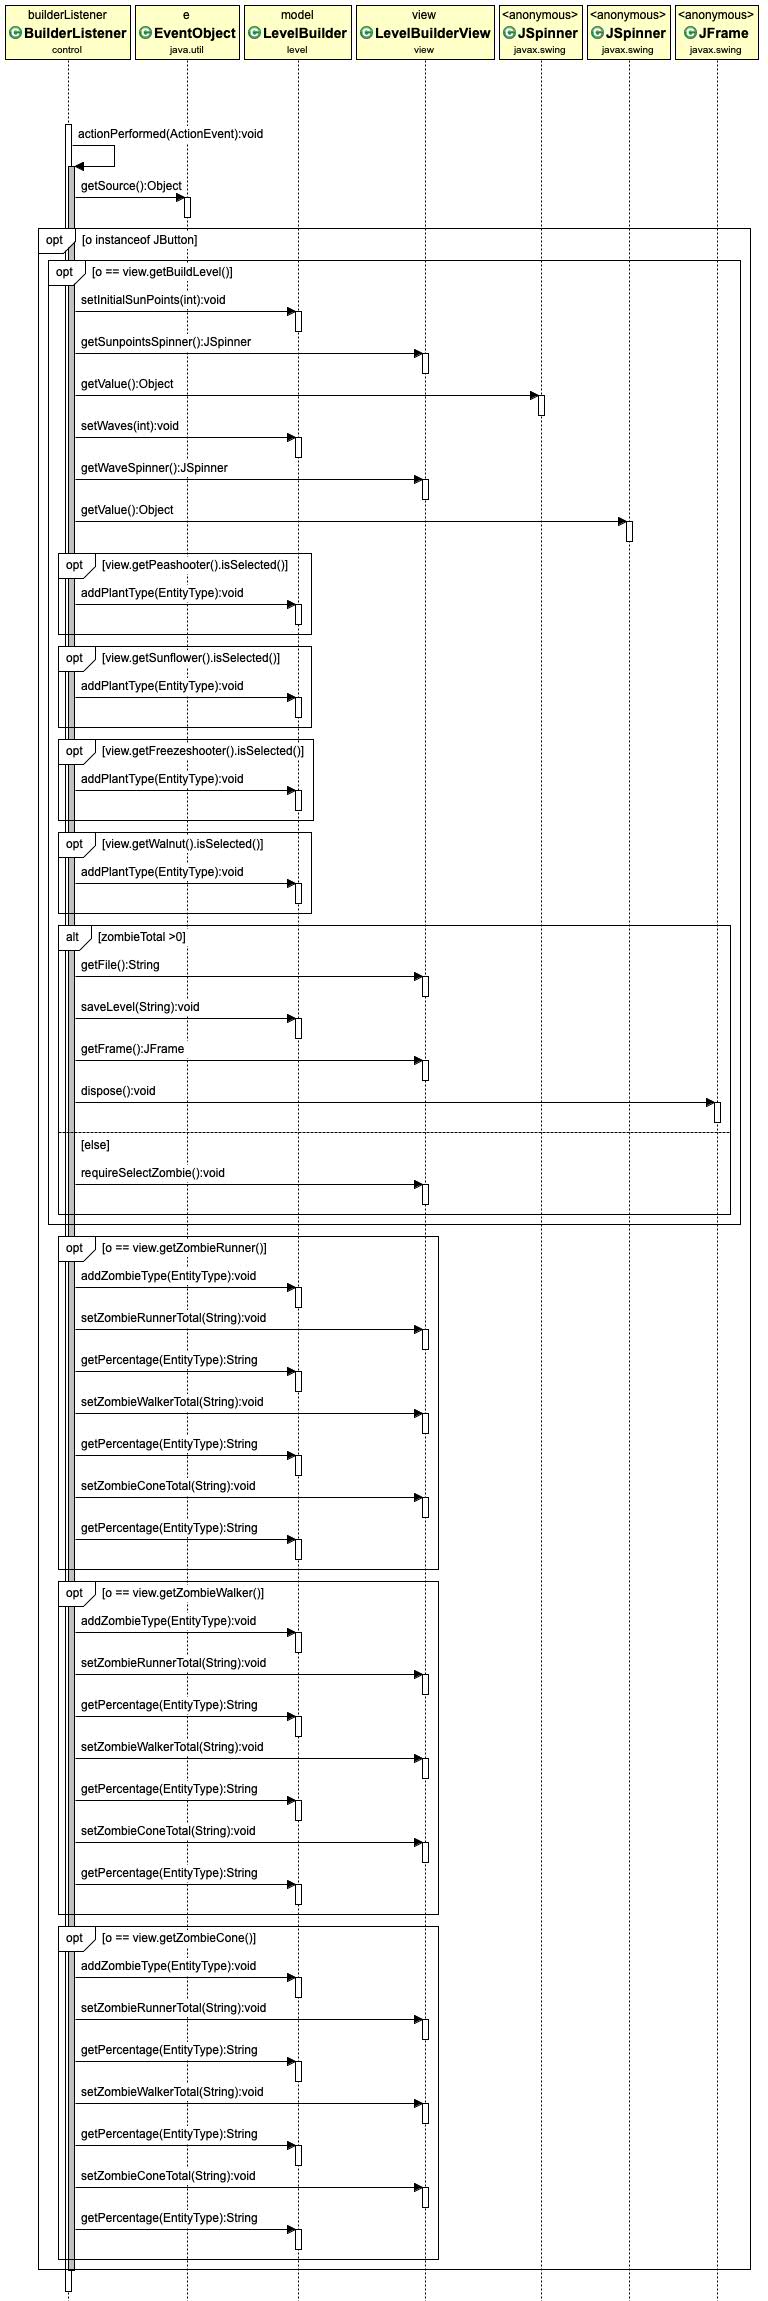 builderListener
BuilderListener
control
e
EventObject
java.util
model
LevelBuilder
level
view
LevelBuilderView
view
<anonymous>
JSpinner
javax.swing
<anonymous>
JSpinner
javax.swing
<anonymous>
JFrame
javax.swing
actionPerformed(ActionEvent):void
getSource():Object
opt [o instanceof JButton]
opt [o == view.getBuildLevel()]
setInitialSunPoints(int):void
getSunpointsSpinner():JSpinner
getValue():Object
setWaves(int):void
getWaveSpinner():JSpinner
getValue():Object
opt [view.getPeashooter().isSelected()]
addPlantType(EntityType):void
opt [view.getSunflower().isSelected()]
addPlantType(EntityType):void
opt [view.getFreezeshooter().isSelected()]
addPlantType(EntityType):void
opt [view.getWalnut().isSelected()]
addPlantType(EntityType):void
alt [zombieTotal >0]
getFile():String
saveLevel(String):void
getFrame():JFrame
dispose():void
[else]
requireSelectZombie():void
opt [o == view.getZombieRunner()]
addZombieType(EntityType):void
setZombieRunnerTotal(String):void
getPercentage(EntityType):String
setZombieWalkerTotal(String):void
getPercentage(EntityType):String
setZombieConeTotal(String):void
getPercentage(EntityType):String
opt [o == view.getZombieWalker()]
addZombieType(EntityType):void
setZombieRunnerTotal(String):void
getPercentage(EntityType):String
setZombieWalkerTotal(String):void
getPercentage(EntityType):String
setZombieConeTotal(String):void
getPercentage(EntityType):String
opt [o == view.getZombieCone()]
addZombieType(EntityType):void
setZombieRunnerTotal(String):void
getPercentage(EntityType):String
setZombieWalkerTotal(String):void
getPercentage(EntityType):String
setZombieConeTotal(String):void
getPercentage(EntityType):String